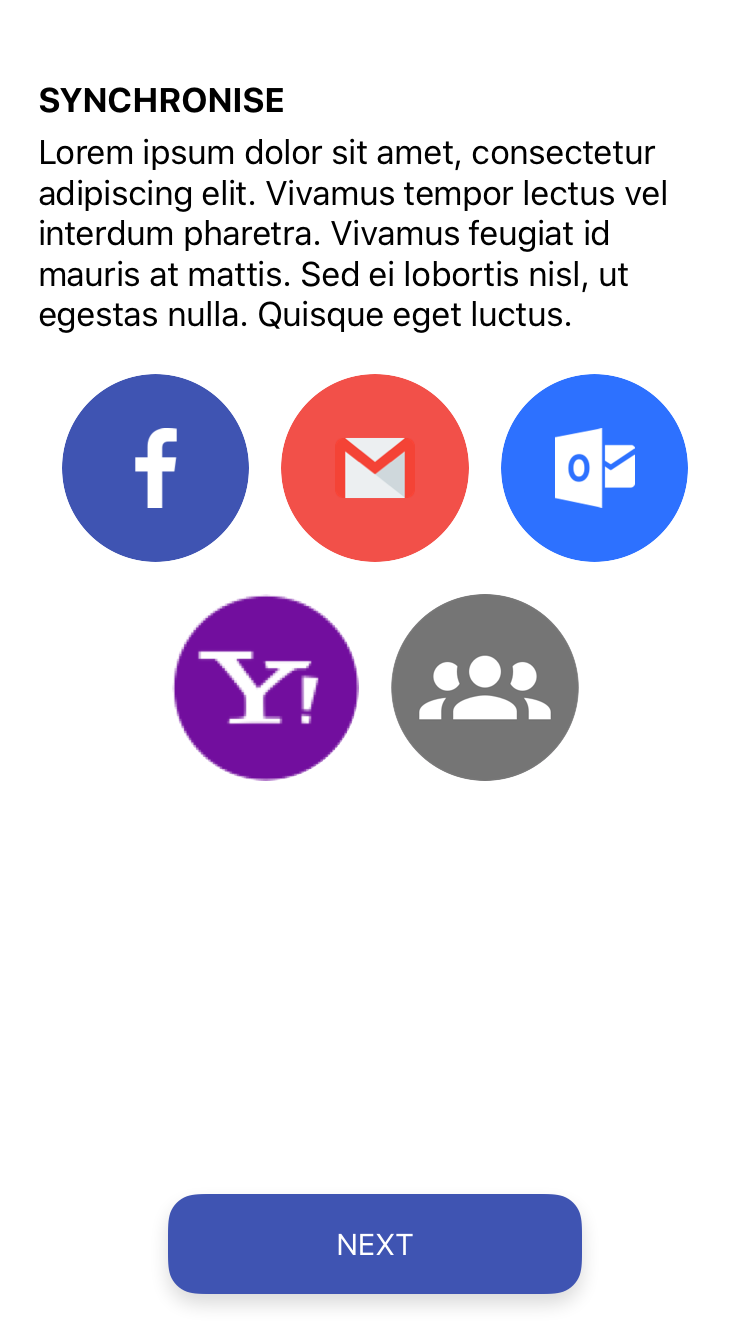 SYNCHRONISE
Lorem ipsum dolor sit amet, consectetur
adipiscing elit. Vivamus tempor lectus vel
interdum pharetra. Vivamus feugiat id
mauris at mattis. Sed ei lobortis nisl, ut
egestas nulla. Quisque eget luctus.
f
M
O
Y!
NEXT